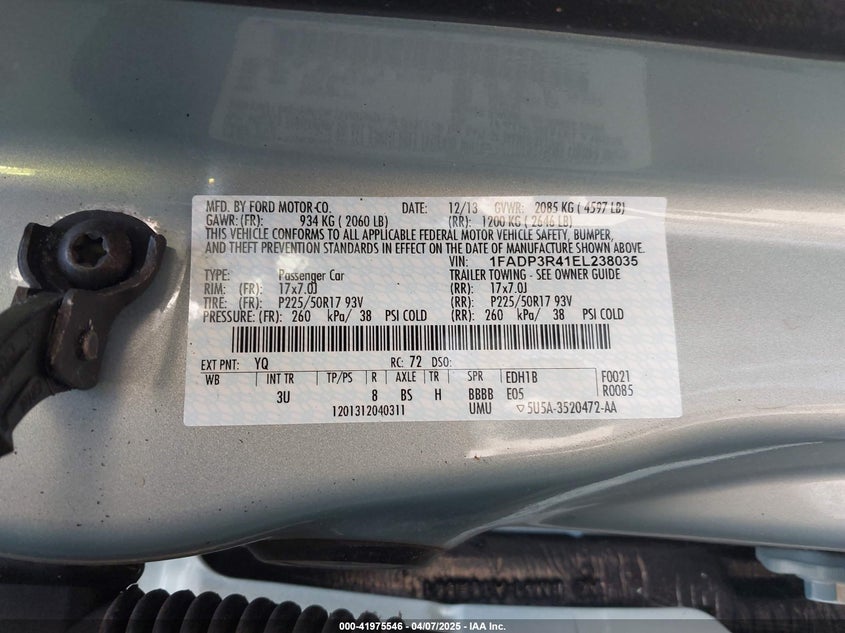 MFD. BY FORD MOTOR CO. DATE: 12/13 GVWR: 2085 KG ( 4597 LB)
GAWR: (FR): 934 KG ( 2060 LB) (RR): 1200 KG ( 2646 LB)
THIS VEHICLE CONFORMS TO ALL APPLICABLE FEDERAL MOTOR VEHICLE SAFETY, BUMPER,
AND THEFT PREVENTION STANDARDS IN EFFECT ON THE DATE OF MANUFACTURE SHOWN ABOVE.
VIN: 1FADP3R41EL238035
TYPE: Passenger Car TRAILER TOWING - SEE OWNER GUIDE
RIM: (FR): 17x7.0J (RR): 17x7.0J
TIRE: (FR): P225/50R17 93V (RR): P225/50R17 93V
PRESSURE: (FR): 260 kPa/ 38 PSI COLD (RR): 260 kPa/ 38 PSI COLD
EXT PNT: YQ RC: 72 DSO:
WB INT TR TP/PS R AXLE TR SPR EDH1B F0021
3U 8 BS H BBBB E05 R0085
1201312040311 UMU ▽5U5A-3520472-AA
000-41975546 - 04/07/2025 - IAA Inc.